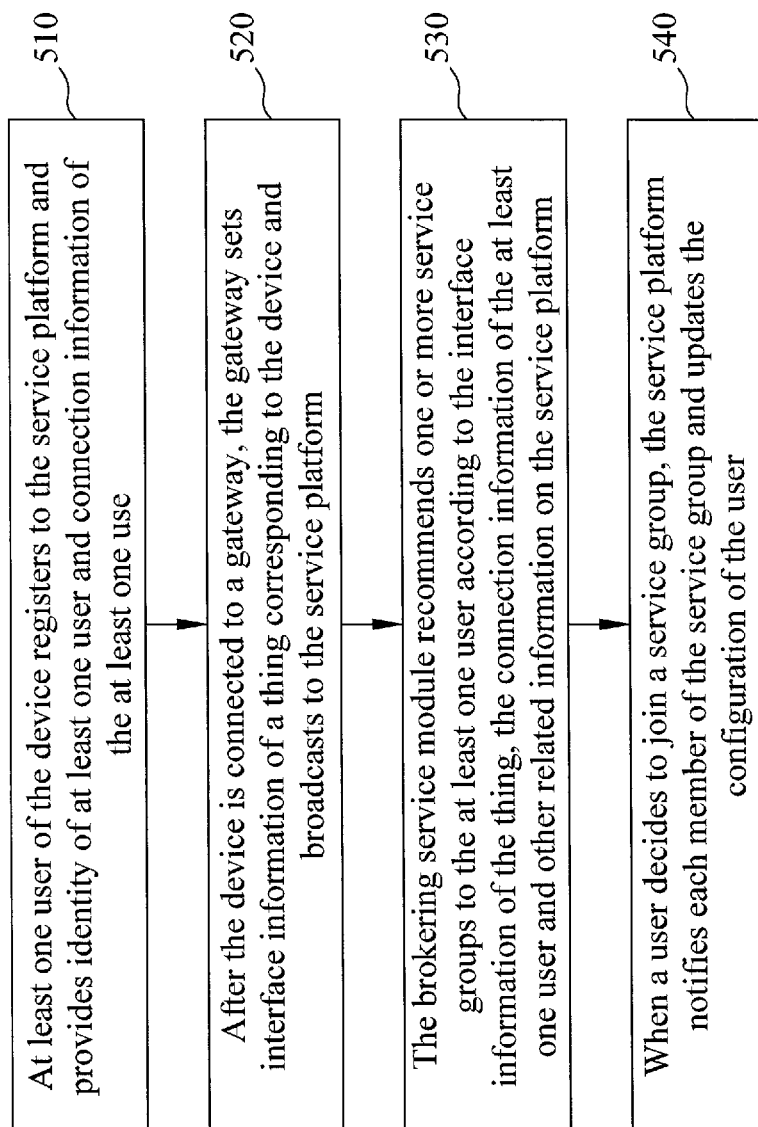 At least one user of the device registers to the service platform and
provides identity of at least one user and connection information of
the at least one use
510
After the device is connected to a gateway, the gateway sets
interface information of a thing corresponding to the device and
broadcasts to the service platform
520
The brokering service module recommends one or more service
groups to the at least one user according to the interface
information of the thing, the connection information of the at least
one user and other related information on the service platform
530
When a user decides to join a service group, the service platform
notifies each member of the service group and updates the
configuration of the user
540